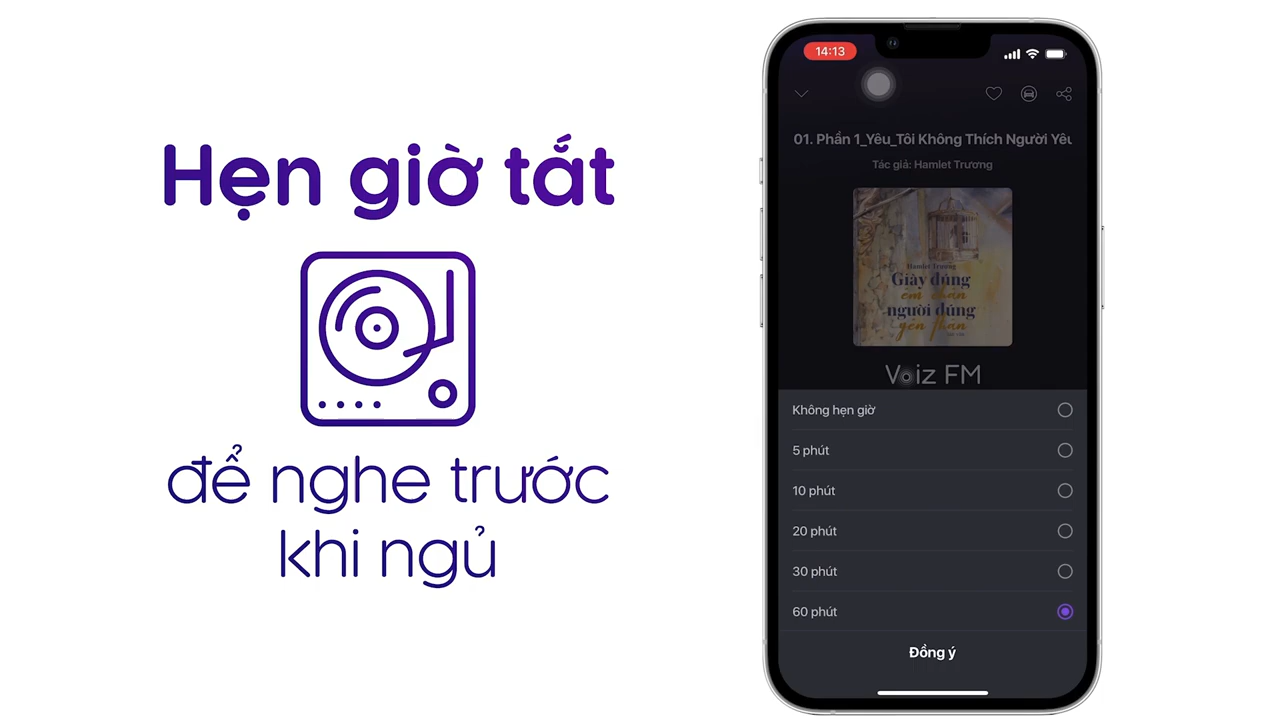 Hẹn giờ tắt
để nghe trước
khi ngủ
14:13
01. Phần 1_Yêu_Tôi Không Thích Người Yêu
Tác giả: Hamlet Trương
Hamlet Trương
Giày đúng
em chân
người đúng
yên thân
Voiz FM
Không hẹn giờ
5 phút
10 phút
20 phút
30 phút
60 phút
Đồng ý